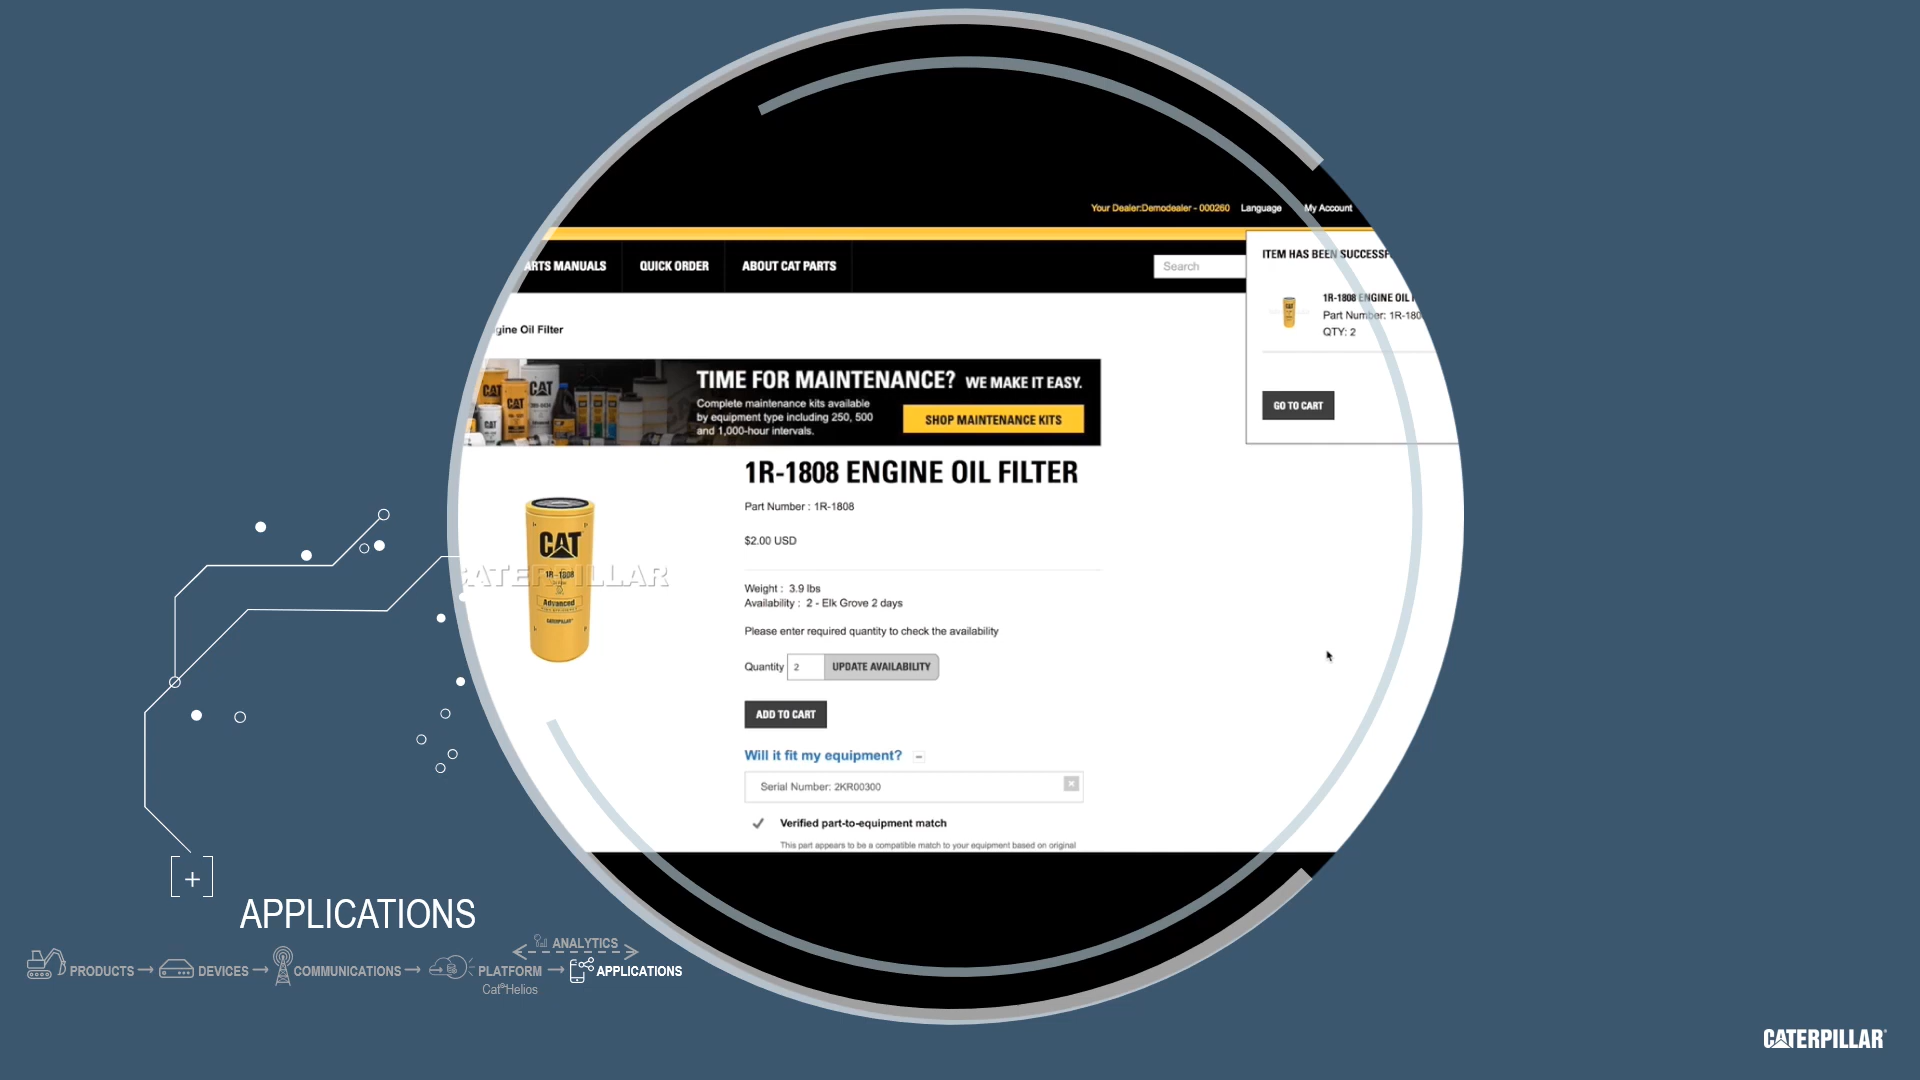 Your Dealer:Demodealer - 000260 Language My Account
ARTS MANUALS QUICK ORDER ABOUT CAT PARTS
Search
ITEM HAS BEEN SUCCESSF
1R-1808 ENGINE OIL F
Part Number: 1R-180
QTY: 2
GO TO CART
gine Oil Filter
TIME FOR MAINTENANCE? WE MAKE IT EASY.
Complete maintenance kits available
by equipment type including 250, 500
and 1,000-hour intervals.
SHOP MAINTENANCE KITS
CAT
CAT
CAT
CAT
1R-1808 ENGINE OIL FILTER
Part Number : 1R-1808
$2.00 USD
CAT
1R-1808
Advanced
CATERPILLAR
CATERPILLAR
Weight : 3.9 lbs
Availability : 2 - Elk Grove 2 days
Please enter required quantity to check the availability
Quantity 2 UPDATE AVAILABILITY
ADD TO CART
Will it fit my equipment?
Serial Number: 2KR00300
Verified part-to-equipment match
This part appears to be a compatible match to your equipment based on original
APPLICATIONS
ANALYTICS
PRODUCTS DEVICES COMMUNICATIONS PLATFORM APPLICATIONS
Cat®Helios
CATERPILLAR®